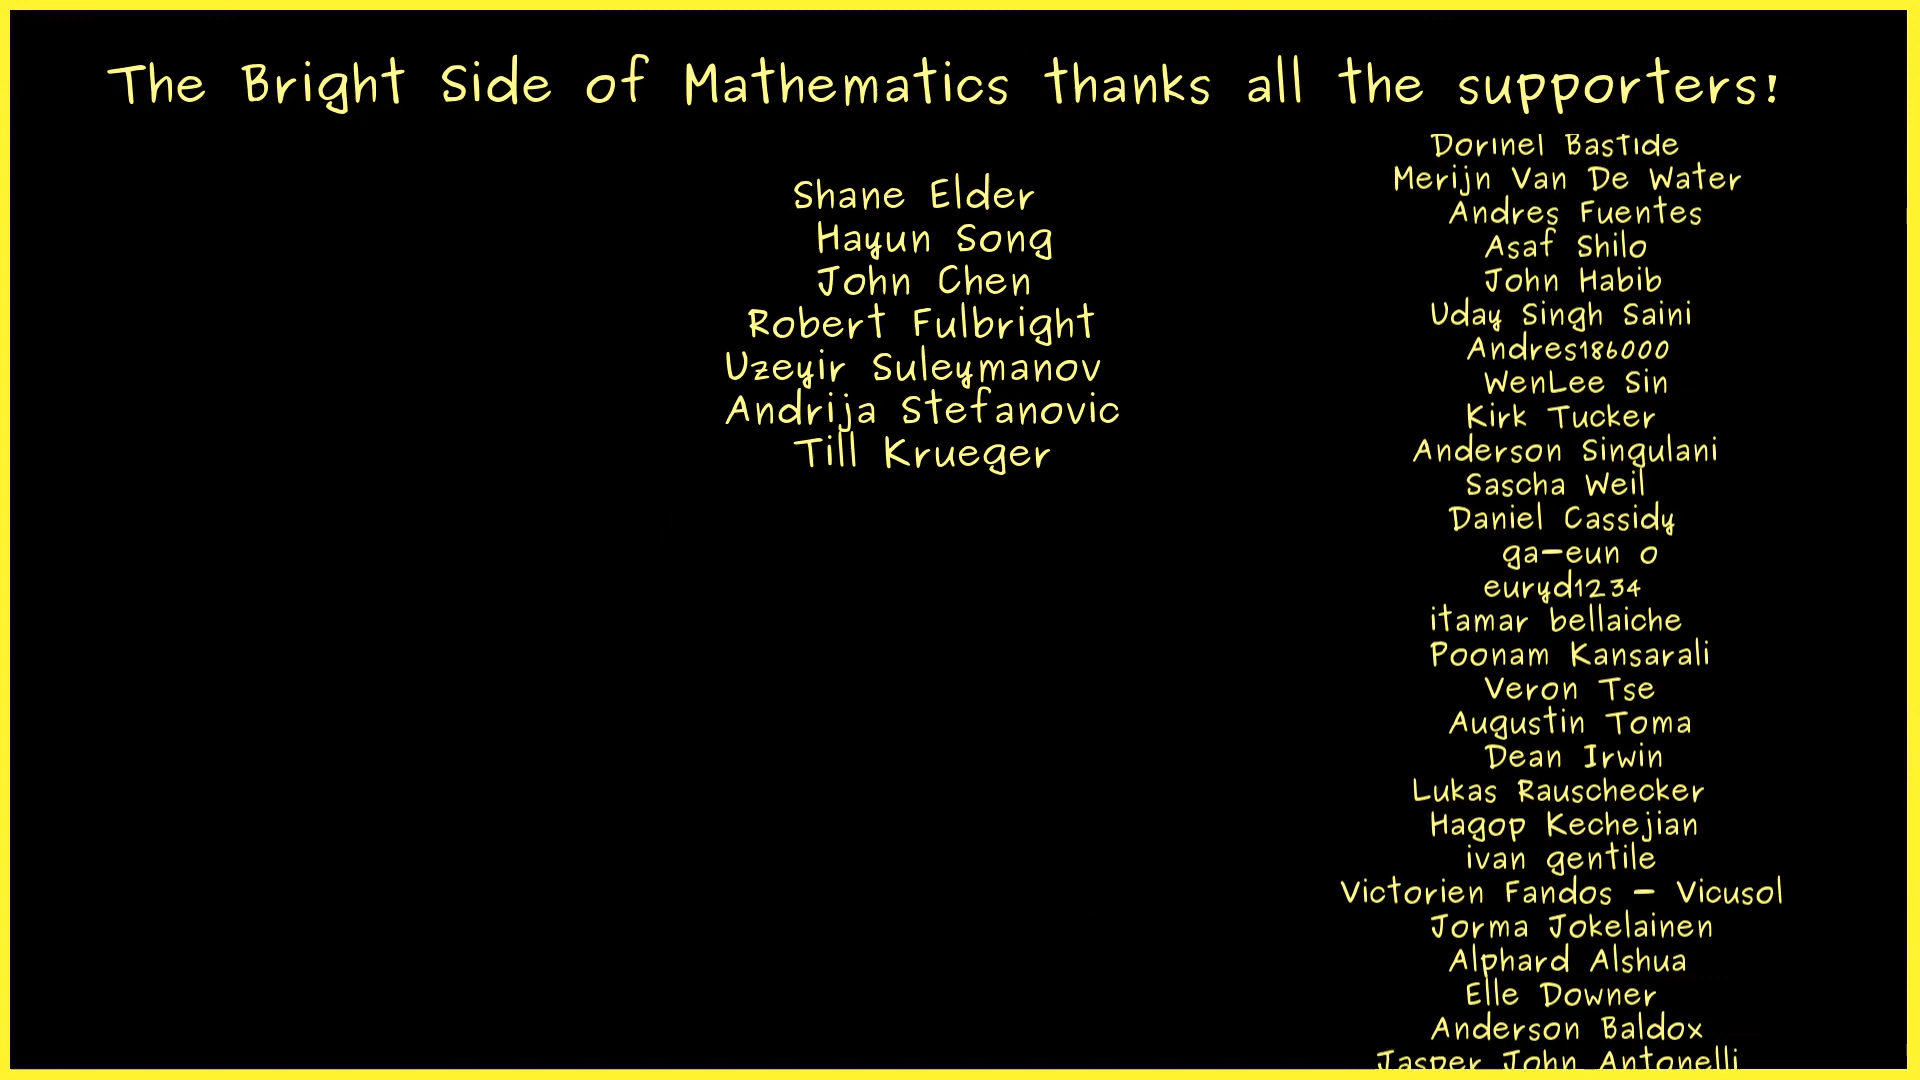 The Bright Side of Mathematics thanks all the supporters!
Shane Elder
Hayun Song
John Chen
Robert Fulbright
Uzeyir Suleymanov
Andrija Stefanovic
Till Krueger
Dorinel Bastide
Merijn Van De Water
Andres Fuentes
Asaf Shilo
John Habib
Uday Singh Saini
Andres186000
WenLee Sin
Kirk Tucker
Anderson Singulani
Sascha Weil
Daniel Cassidy
ga-eun o
euryd1234
itamar bellaiche
Poonam Kansarali
Veron Tse
Augustin Toma
Dean Irwin
Lukas Rauschecker
Hagop Kechejian
ivan gentile
Victorien Fandos - Vicusol
Jorma Jokelainen
Alphard Alshua
Elle Downer
Anderson Baldox
Jasper John Antonelli